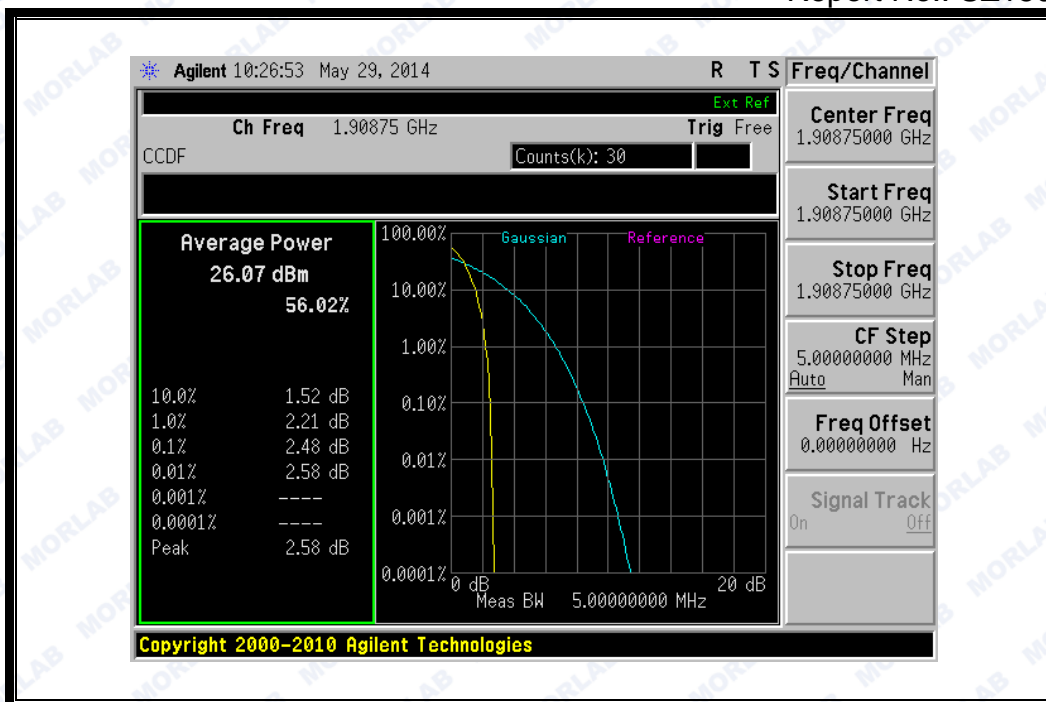 Agilent 10:26:53 May 29, 2014 R T S Freq/Channel
Ext Ref
Ch Freq 1.90875 GHz Trig Free
CCDF Counts(k): 30
Center Freq
1.90875000 GHz
Start Freq
1.90875000 GHz
Stop Freq
1.90875000 GHz
CF Step
5.00000000 MHz
Auto Man
Freq Offset
0.00000000 Hz
Signal Track
On Off
Average Power
26.07 dBm
56.02%
10.0% 1.52 dB
1.0% 2.21 dB
0.1% 2.48 dB
0.01% 2.58 dB
0.001% ----
0.0001% ----
Peak 2.58 dB
Gaussian Reference
100.00%
10.00%
1.00%
0.10%
0.01%
0.001%
0.0001%
0 dB 20 dB
Meas BW 5.00000000 MHz
Copyright 2000-2010 Agilent Technologies
MORLAB